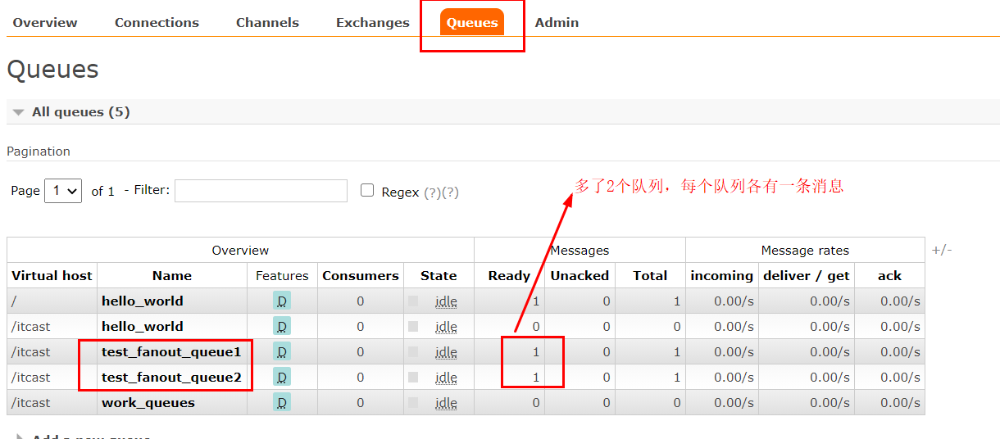 Overview Connections Channels Exchanges Queues Admin
Queues
All queues (5)
Pagination
Page 1 of 1 - Filter: Regex (?)(?)
多了2个队列，每个队列各有一条消息
Overview Messages Message rates +/-
Virtual host Name Features Consumers State Ready Unacked Total incoming deliver / get ack
/ hello_world D 0 idle 1 0 1 0.00/s 0.00/s 0.00/s
/itcast hello_world D 0 idle 0 0 0 0.00/s 0.00/s 0.00/s
/itcast test_fanout_queue1 D 0 idle 1 0 1 0.00/s 0.00/s 0.00/s
/itcast test_fanout_queue2 D 0 idle 1 0 1 0.00/s 0.00/s 0.00/s
/itcast work_queues D 0 idle 0 0 0 0.00/s 0.00/s 0.00/s
Add a new queue